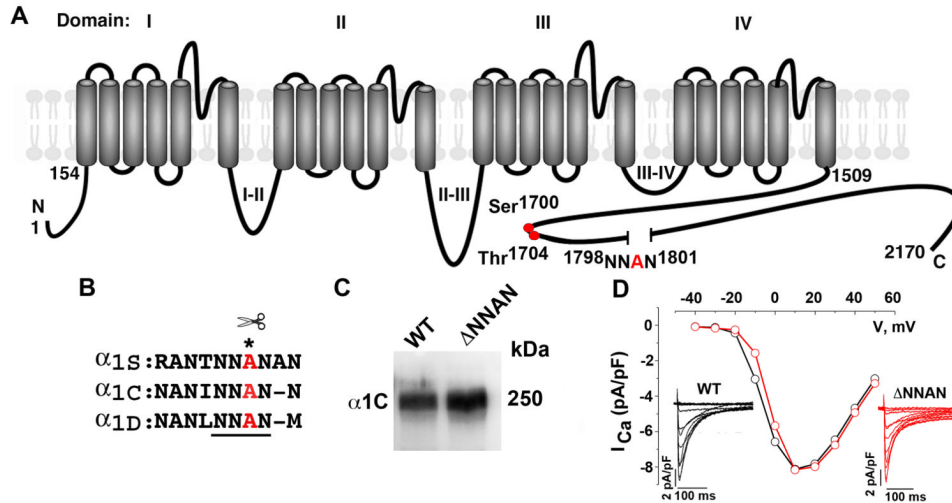 A
Domain: I II III IV
154
I-II
II-III
III-IV
1509
N
1
Ser1700
Thr1704
1798NNAN1801
2170
C
B
*
α1S:RANTNNANAN
α1C:NANINNAN-N
α1D:NANLNNAN-M
C
WT
ΔNNAN
kDa
α1C
250
D
-40 -20 0 20 40 60
V, mV
0
-2
-4
-6
-8
ICa (pA/pF)
WT
ΔNNAN
2 pA/pF
100 ms
2 pA/pF
100 ms